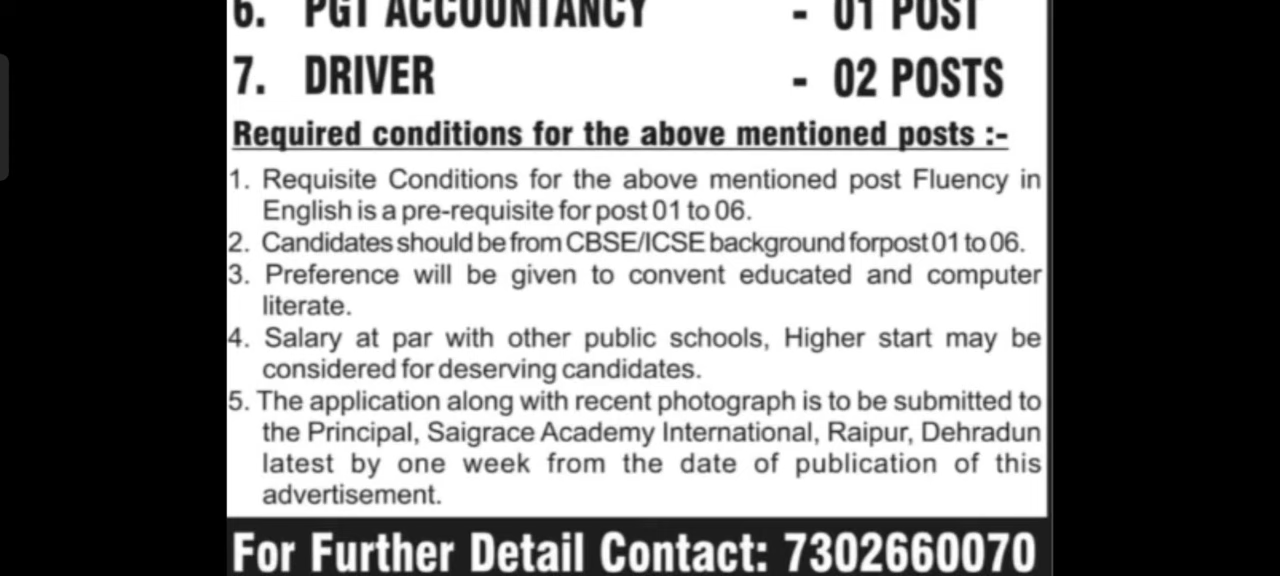 6. PGT ACCOUNTANCY - 01 POST
7. DRIVER - 02 POSTS
Required conditions for the above mentioned posts :-
1. Requisite Conditions for the above mentioned post Fluency in
English is a pre-requisite for post 01 to 06.
2. Candidates should be from CBSE/ICSE background forpost 01 to 06.
3. Preference will be given to convent educated and computer
literate.
4. Salary at par with other public schools, Higher start may be
considered for deserving candidates.
5. The application along with recent photograph is to be submitted to
the Principal, Saigrace Academy International, Raipur, Dehradun
latest by one week from the date of publication of this
advertisement.
For Further Detail Contact: 7302660070